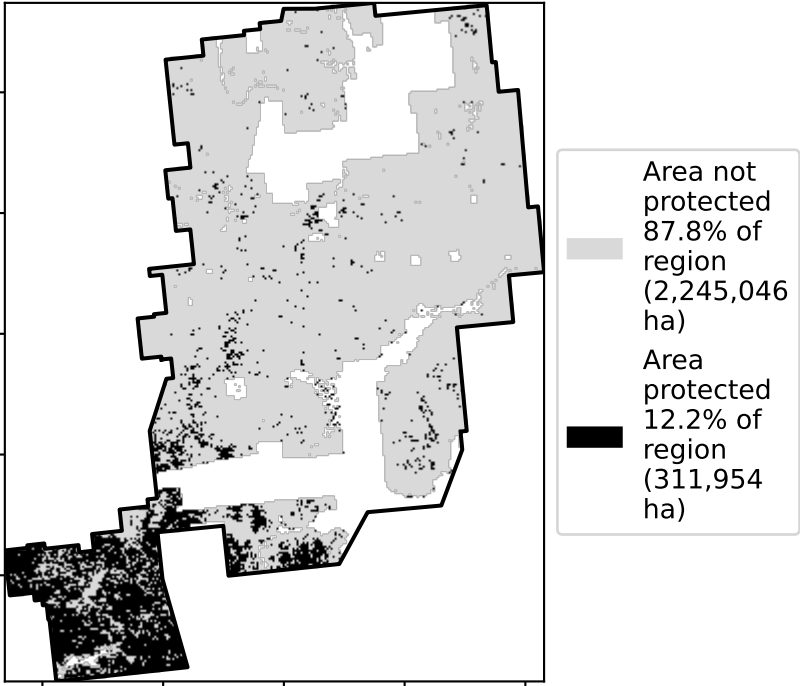 Area not
protected
87.8% of
region
(2,245,046
ha)
Area
protected
12.2% of
region
(311,954
ha)